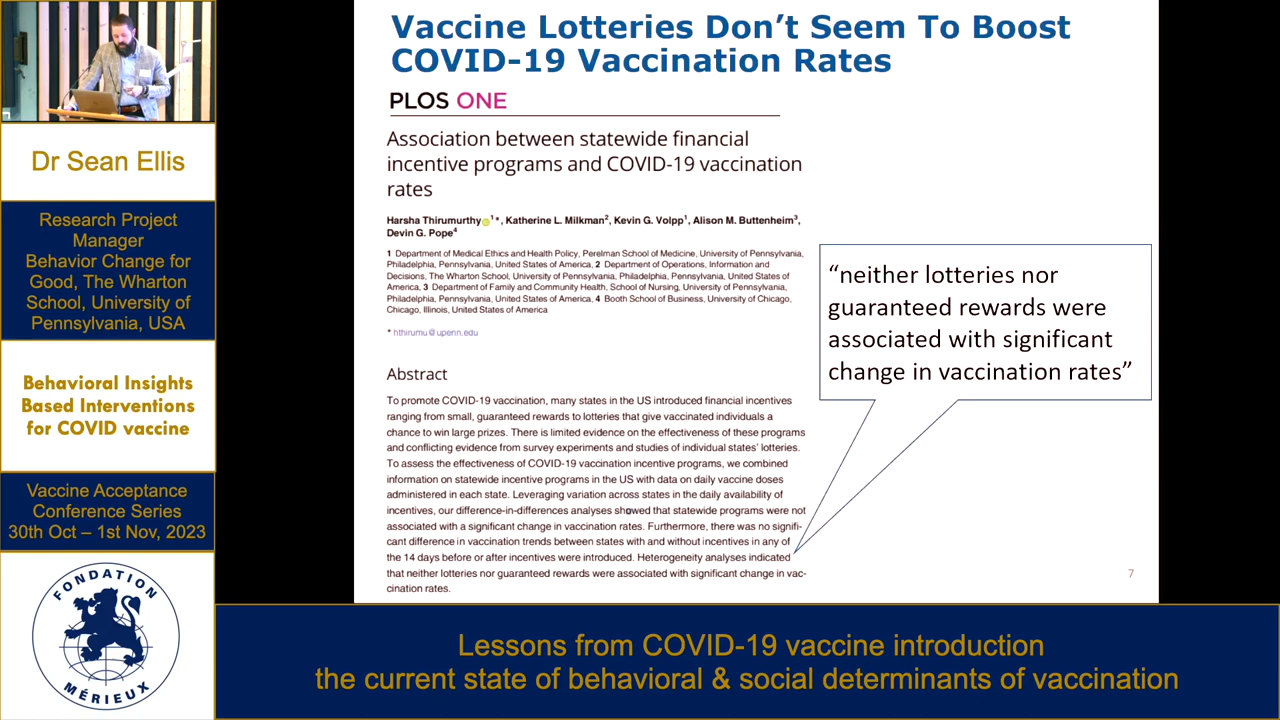 Dr Sean Ellis
Research Project
Manager
Behavior Change for
Good, The Wharton
School, University of
Pennsylvania, USA
Behavioral Insights
Based Interventions
for COVID vaccine
Vaccine Acceptance
Conference Series
30th Oct – 1st Nov, 2023
FONDATION
MÉRIEUX
Vaccine Lotteries Don’t Seem To Boost
COVID-19 Vaccination Rates
PLOS ONE
Association between statewide financial
incentive programs and COVID-19 vaccination
rates
Harsha Thirumurthy 1*, Katherine L. Milkman2, Kevin G. Volpp1, Alison M. Buttenheim3,
Devin G. Pope4
1 Department of Medical Ethics and Health Policy, Perelman School of Medicine, University of Pennsylvania,
Philadelphia, Pennsylvania, United States of America, 2 Department of Operations, Information and
Decisions, The Wharton School, University of Pennsylvania, Philadelphia, Pennsylvania, United States of
America, 3 Department of Family and Community Health, School of Nursing, University of Pennsylvania,
Philadelphia, Pennsylvania, United States of America, 4 Booth School of Business, University of Chicago,
Chicago, Illinois, United States of America
* hthirumu@upenn.edu
Abstract
To promote COVID-19 vaccination, many states in the US introduced financial incentives
ranging from small, guaranteed rewards to lotteries that give vaccinated individuals a
chance to win large prizes. There is limited evidence on the effectiveness of these programs
and conflicting evidence from survey experiments and studies of individual states’ lotteries.
To assess the effectiveness of COVID-19 vaccination incentive programs, we combined
information on statewide incentive programs in the US with data on daily vaccine doses
administered in each state. Leveraging variation across states in the daily availability of
incentives, our difference-in-differences analyses showed that statewide programs were not
associated with a significant change in vaccination rates. Furthermore, there was no signifi-
cant difference in vaccination trends between states with and without incentives in any of
the 14 days before or after incentives were introduced. Heterogeneity analyses indicated
that neither lotteries nor guaranteed rewards were associated with significant change in vac-
cination rates.
“neither lotteries nor
guaranteed rewards were
associated with significant
change in vaccination rates”
7
Lessons from COVID-19 vaccine introduction
the current state of behavioral & social determinants of vaccination